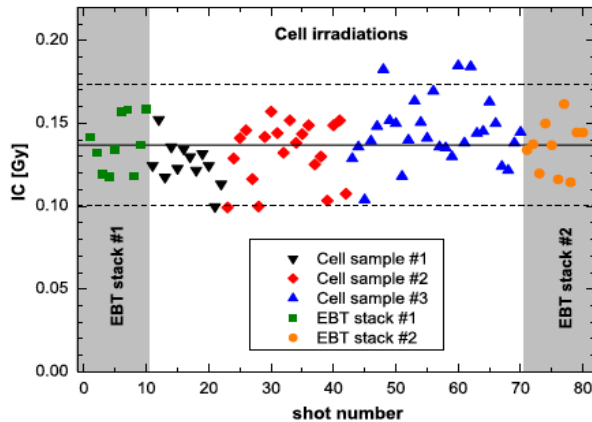 Cell irradiations
0.20
0.15
0.10
0.05
0.00
IC [Gy]
EBT stack #1
EBT stack #2
Cell sample #1
Cell sample #2
Cell sample #3
EBT stack #1
EBT stack #2
0 10 20 30 40 50 60 70 80
shot number